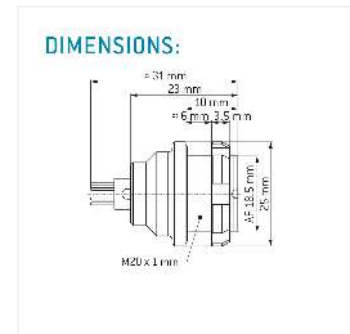 DIMENSIONS:
≈ 31 mm
23 mm
10 mm
≈ 6 mm 3,5 mm
AF 18,5 mm
25 mm
M20 x 1 mm